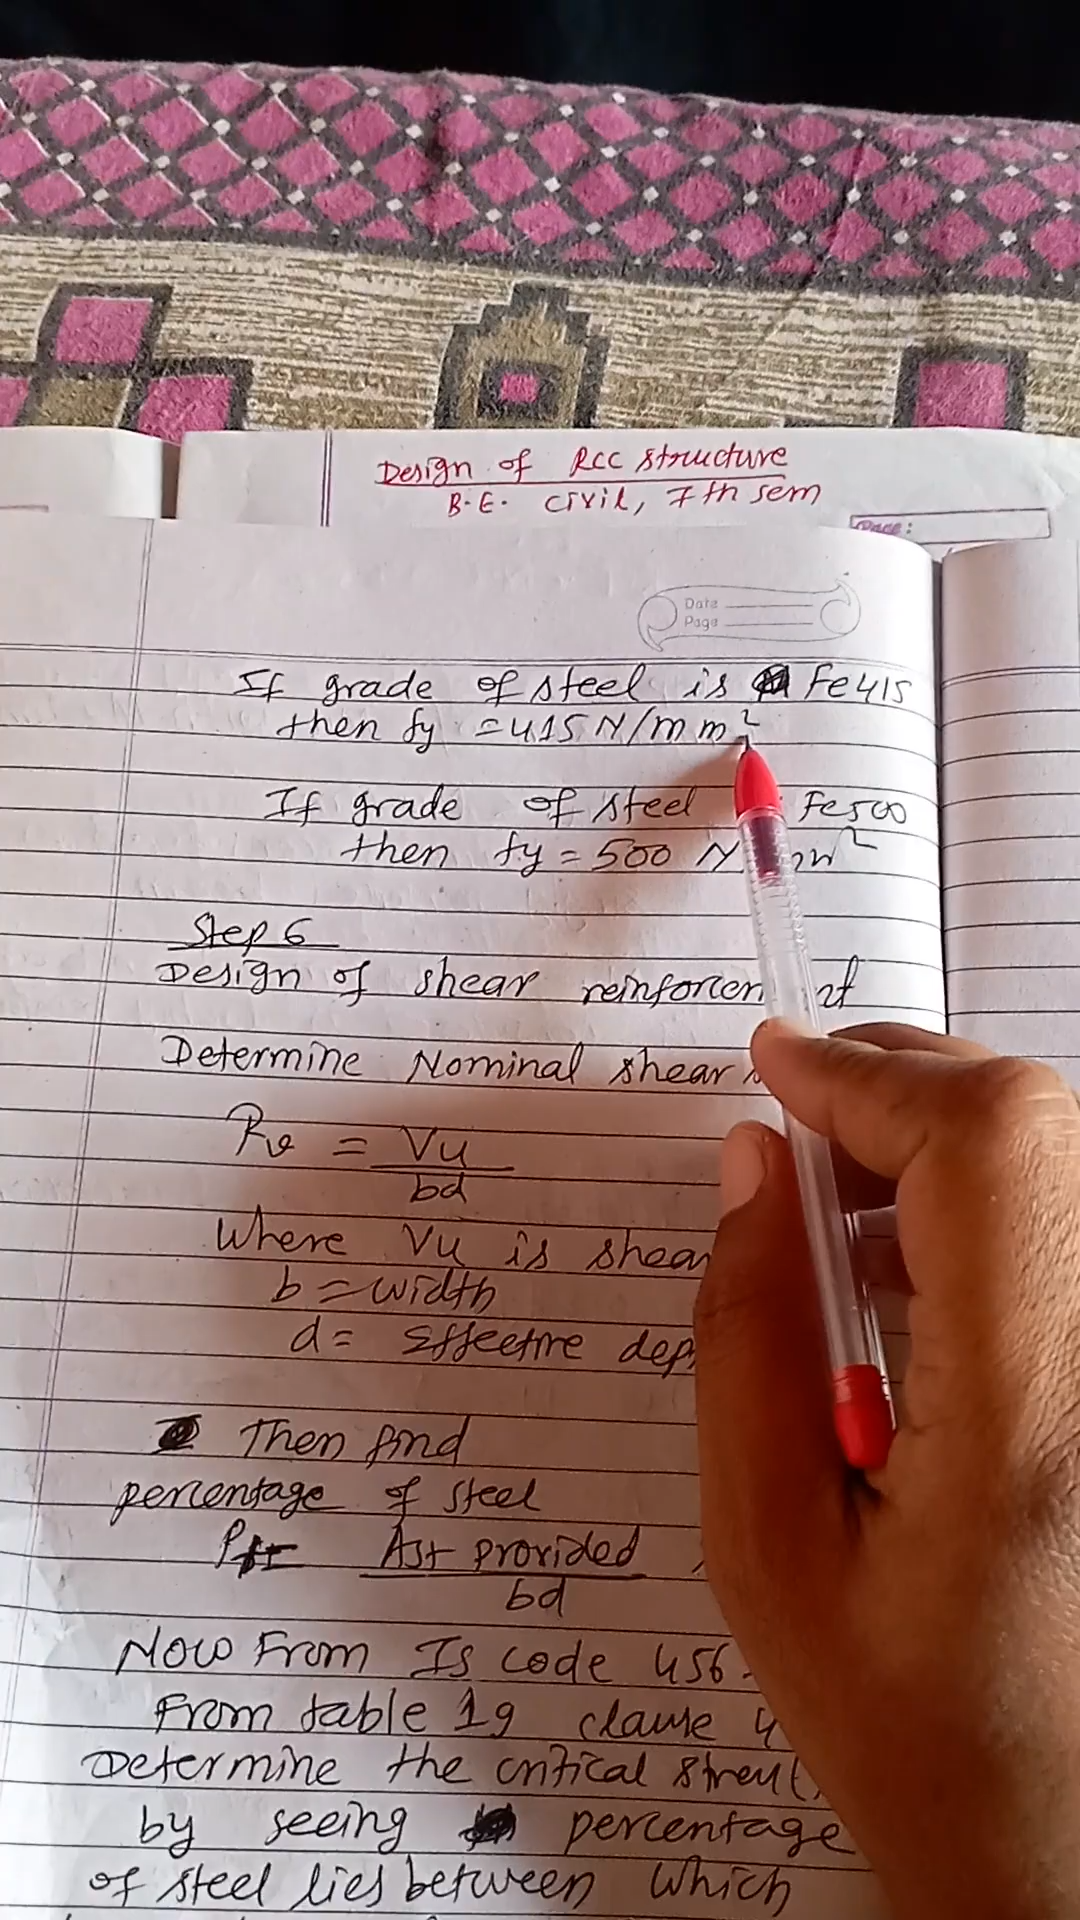 Design of RCC structure
B.E. civil, 7th sem
Page:
Date
Page
If grade of steel is Fe415
then fy = 415 N/mm²
If grade of steel Fe500
then fy = 500 N
Step 6
Design of shear
Determine Nominal shear
= Vu
bd
Where Vu is shear
b = width
d = Effective
Then find
percentage of steel
Ast provided
bd
Now From Is code 456
From table 19 clause 4
Determine the critical
by seeing percentage
of steel lies between which